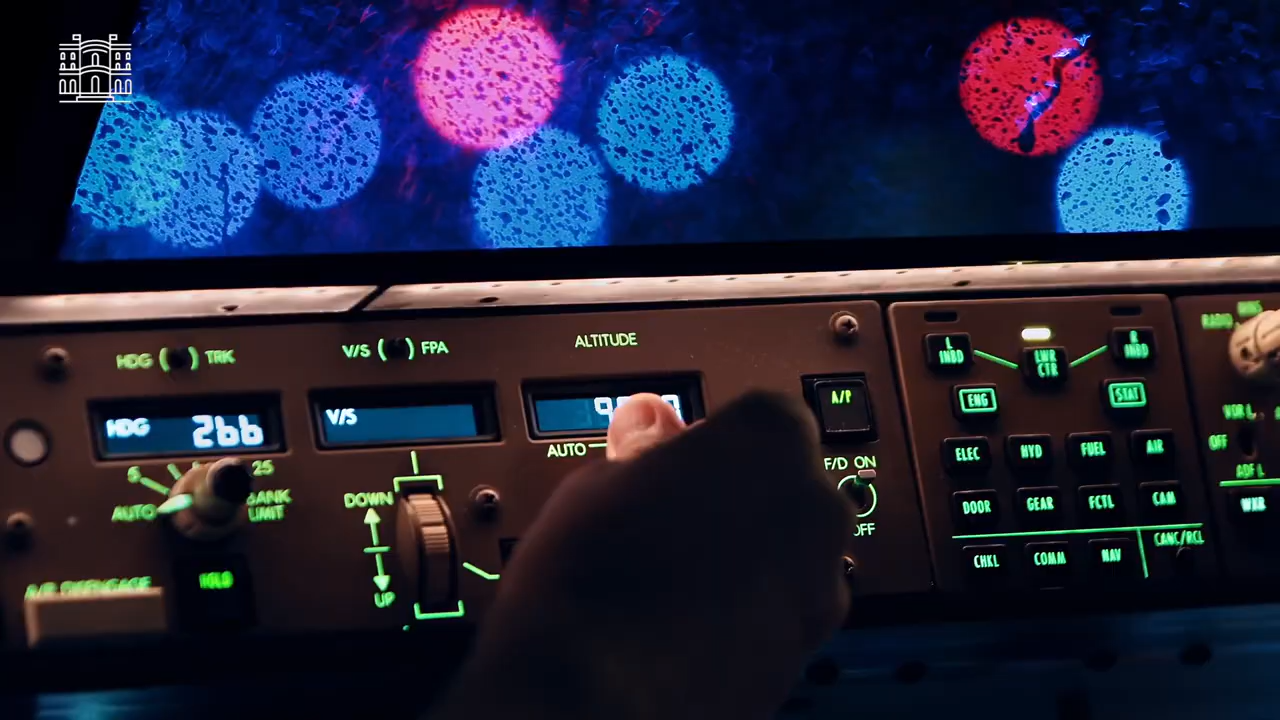 HDG TRK
V/S FPA
ALTITUDE
HDG 266
V/S
AUTO
5
25
AUTO
BANK
LIMIT
DOWN
UP
HOLD
A/P DISENGAGE
A/P
F/D ON
OFF
L
INBD
LWR
CTR
R
INBD
ENG
STAT
ELEC
HYD
FUEL
AIR
DOOR
GEAR
FCTL
CAM
CHKL
COMM
NAV
CANC/RCL
RADIO
MINS
VOR L
OFF
ADF L
WXR